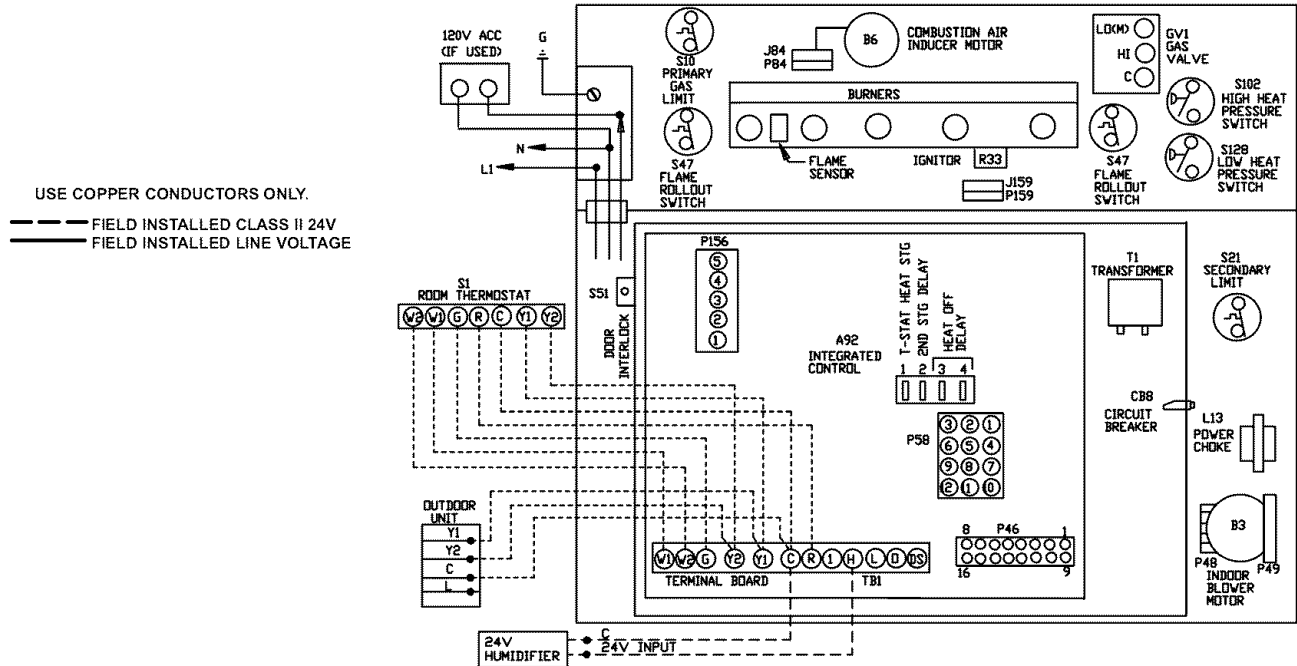 120V ACC
(IF USED)
G
N
L1
S10
PRIMARY
GAS
LIMIT
S47
FLAME
ROLLOUT
SWITCH
J84
P84
B6
COMBUSTION AIR
INDUCER MOTOR
BURNERS
FLAME
SENSOR
IGNITOR
R33
J159
P159
LO(M)
HI
C
GV1
GAS
VALVE
S47
FLAME
ROLLOUT
SWITCH
S102
HIGH HEAT
PRESSURE
SWITCH
S128
LOW HEAT
PRESSURE
SWITCH
USE COPPER CONDUCTORS ONLY.
FIELD INSTALLED CLASS II 24V
FIELD INSTALLED LINE VOLTAGE
S1
ROOM THERMOSTAT
W2 W1 G R C Y1 Y2
S51
DOOR
INTERLOCK
P156
5
4
3
2
1
A92
INTEGRATED
CONTROL
T-STAT HEAT STG
2ND STG DELAY
HEAT OFF
DELAY
1 2 3 4
P58
3 2 1
6 5 4
9 8 7
12 11 10
T1
TRANSFORMER
S21
SECONDARY
LIMIT
CB8
CIRCUIT
BREAKER
L13
POWER
CHOKE
OUTDOOR
UNIT
Y1
Y2
C
L
W1 W2 G Y2 Y1 C R 1 H L O DS
TERMINAL BOARD
TB1
8 P46 1
16 9
B3
P48
P49
INDOOR
BLOWER
MOTOR
24V
HUMIDIFIER
C
24V INPUT